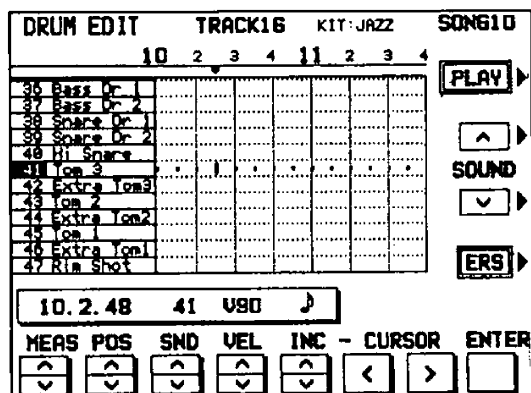 DRUM EDIT TRACK16 KIT:JAZZ SONG10
10 2 3 4 11 2 3 4
PLAY
36 Bass Dr 1
37 Bass Dr 2
38 Snare Dr 1
39 Snare Dr 2
40 Hi Snare
41 Tom 3
42 Extra Tom3
43 Tom 2
44 Extra Tom2
45 Tom 1
46 Extra Tom1
47 Rim Shot
SOUND
ERS
10.2.48 41 V90 ♪
MEAS POS SND VEL INC - CURSOR ENTER